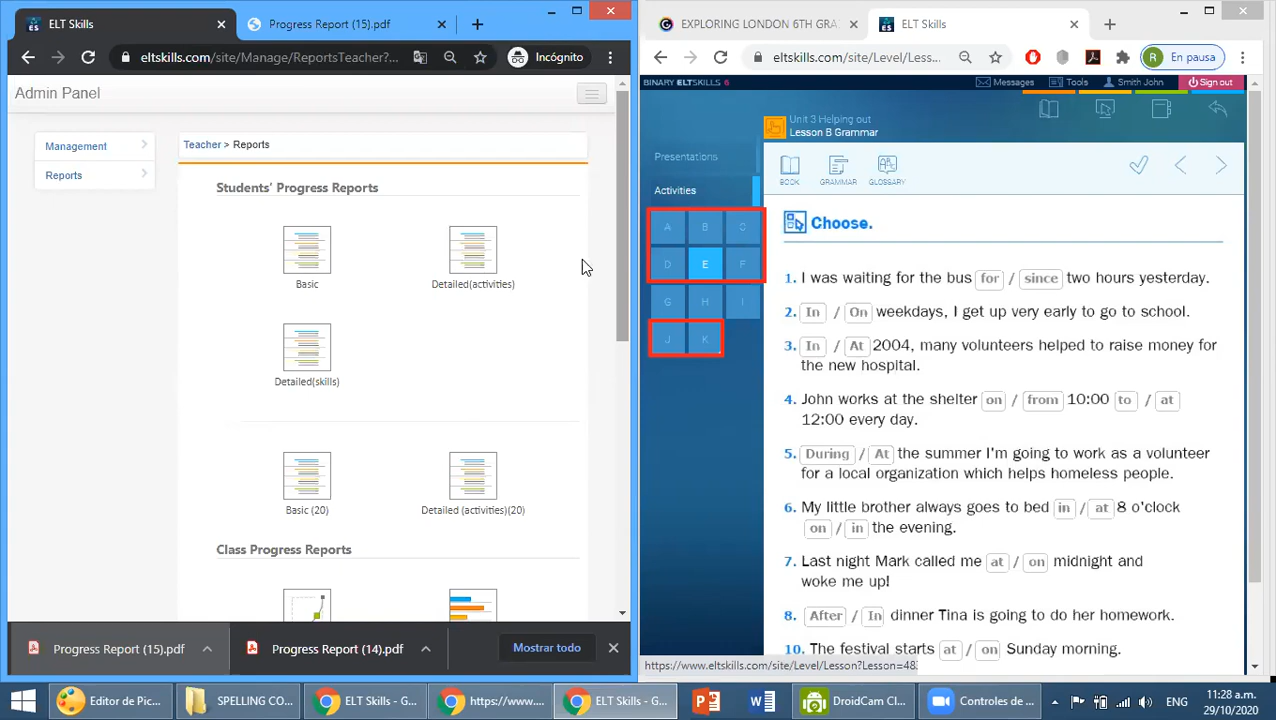 ELT Skills
Progress Report (15).pdf
eltskills.com/site/Manage/ReportsTeacher?...
Incógnito
Admin Panel
Management
Reports
Teacher > Reports
Students' Progress Reports
Basic
Detailed(activities)
Detailed(skills)
Basic (20)
Detailed (activities)(20)
Class Progress Reports
Progress Report (15).pdf
Progress Report (14).pdf
Mostrar todo
EXPLORING LONDON 6TH GRA
ELT Skills
eltskills.com/site/Level/Less...
R
En pausa
BINARY ELTSKILLS 6
Messages
Tools
Smith John
Sign out
Unit 3 Helping out
Lesson B Grammar
Presentations
Activities
BOOK
GRAMMAR
GLOSSARY
A B C
D E F
G H I
J K
Choose.
1. I was waiting for the bus for / since two hours yesterday.
2. In / On weekdays, I get up very early to go to school.
3. In / At 2004, many volunteers helped to raise money for
the new hospital.
4. John works at the shelter on / from 10:00 to / at
12:00 every day.
5. During / At the summer I'm going to work as a volunteer
for a local organization which helps homeless people.
6. My little brother always goes to bed in / at 8 o'clock
on / in the evening.
7. Last night Mark called me at / on midnight and
woke me up!
8. After / In dinner Tina is going to do her homework.
10. The festival starts at / on Sunday morning.
https://www.eltskills.com/site/Level/Lesson?Lesson=48
Editor de Pic...
SPELLING CO...
ELT Skills - G...
https://www....
ELT Skills - G...
DroidCam Cl...
Controles de ...
ENG
11:28 a.m.
29/10/2020